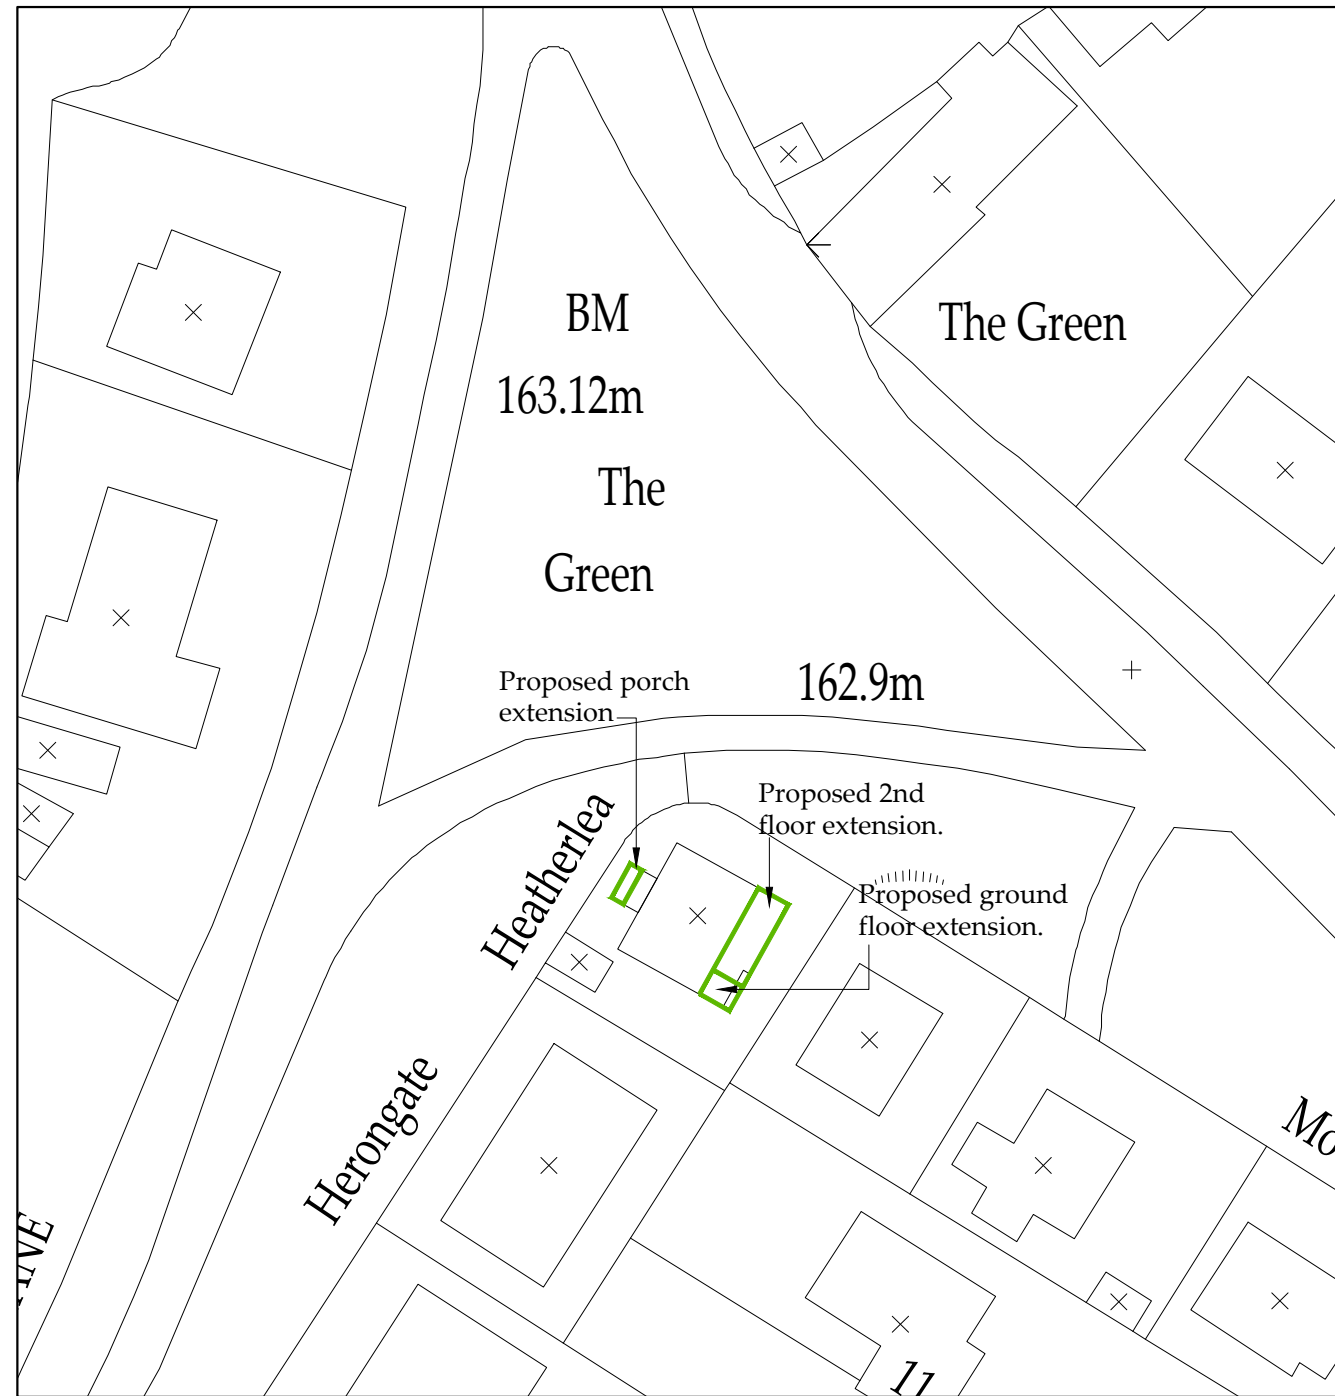 BM
The Green
163.12m
The
Green
162.9m
Proposed porch
extension
Proposed 2nd
floor extension.
Proposed ground
floor extension.
Heatherlea
Herongate
Mo
11